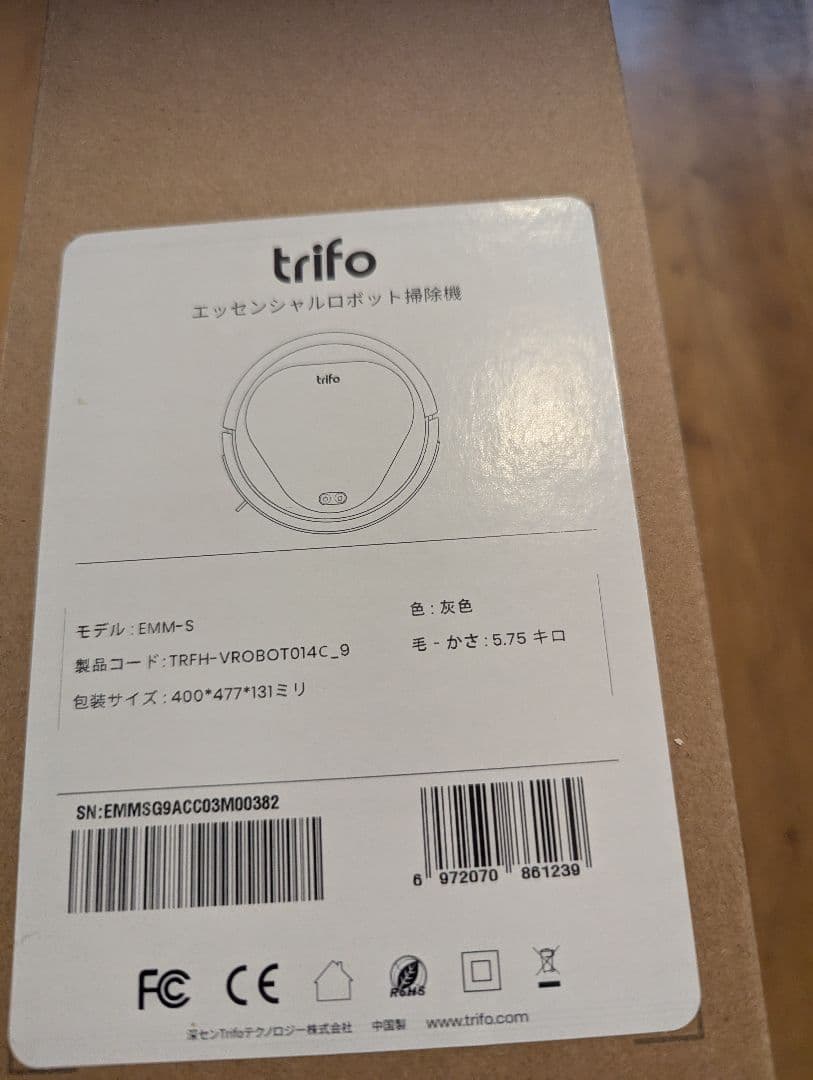 trifo
エッセンシャルロボット掃除機
trifo
モデル : EMM-S
製品コード : TRFH-VROBOT014C_9
包装サイズ : 400*477*131ミリ
色 : 灰色
毛 - かさ : 5.75 キロ
SN:EMMSG9ACC03M00382
6 972070 861239
FC CE RoHS
深センTrifoテクノロジー株式会社 中国製 www.trifo.com